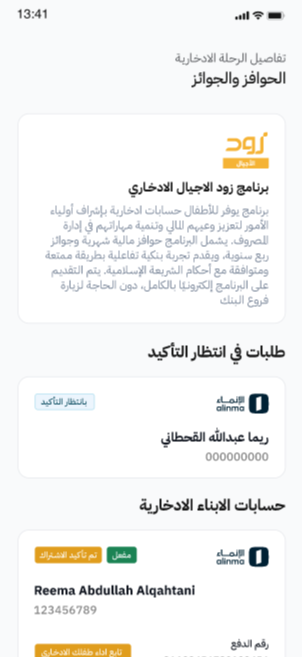 13:41
تفاصيل الرحلة الادخارية
الحوافز والجوائز
زود
الأجيال
برنامج زود الاجيال الادخاري
برنامج يوفر للأطفال حسابات ادخارية بإشراف أولياء
الأمور لتعزيز وعيهم المالي وتنمية مهاراتهم في إدارة
المصروف. يشمل البرنامج حوافز مالية شهرية وجوائز
ربع سنوية، ويقدم تجربة بنكية تفاعلية بطريقة ممتعة
ومتوافقة مع أحكام الشريعة الإسلامية. يتم التقديم
على البرنامج إلكترونيًا بالكامل، دون الحاجة لزيارة
فروع البنك
طلبات في انتظار التأكيد
الإنماء
alinma
بانتظار التأكيد
ريما عبدالله القحطاني
000000000
حسابات الابناء الادخارية
الإنماء
alinma
مفعل
تم تأكيد الاشتراك
Reema Abdullah Alqahtani
123456789
رقم الدفع
تابع اداء طفلك الادخاري